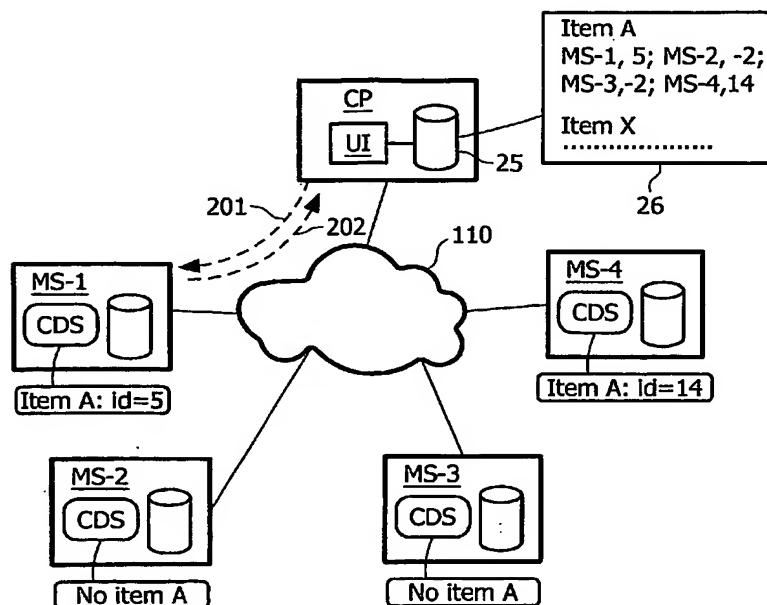 Item A
MS-1, 5; MS-2, -2;
MS-3,-2; MS-4,14
Item X
....................
26
CP
UI
25
201
202
110
MS-1
CDS
Item A: id=5
MS-4
CDS
Item A: id=14
MS-2
CDS
No item A
MS-3
CDS
No item A